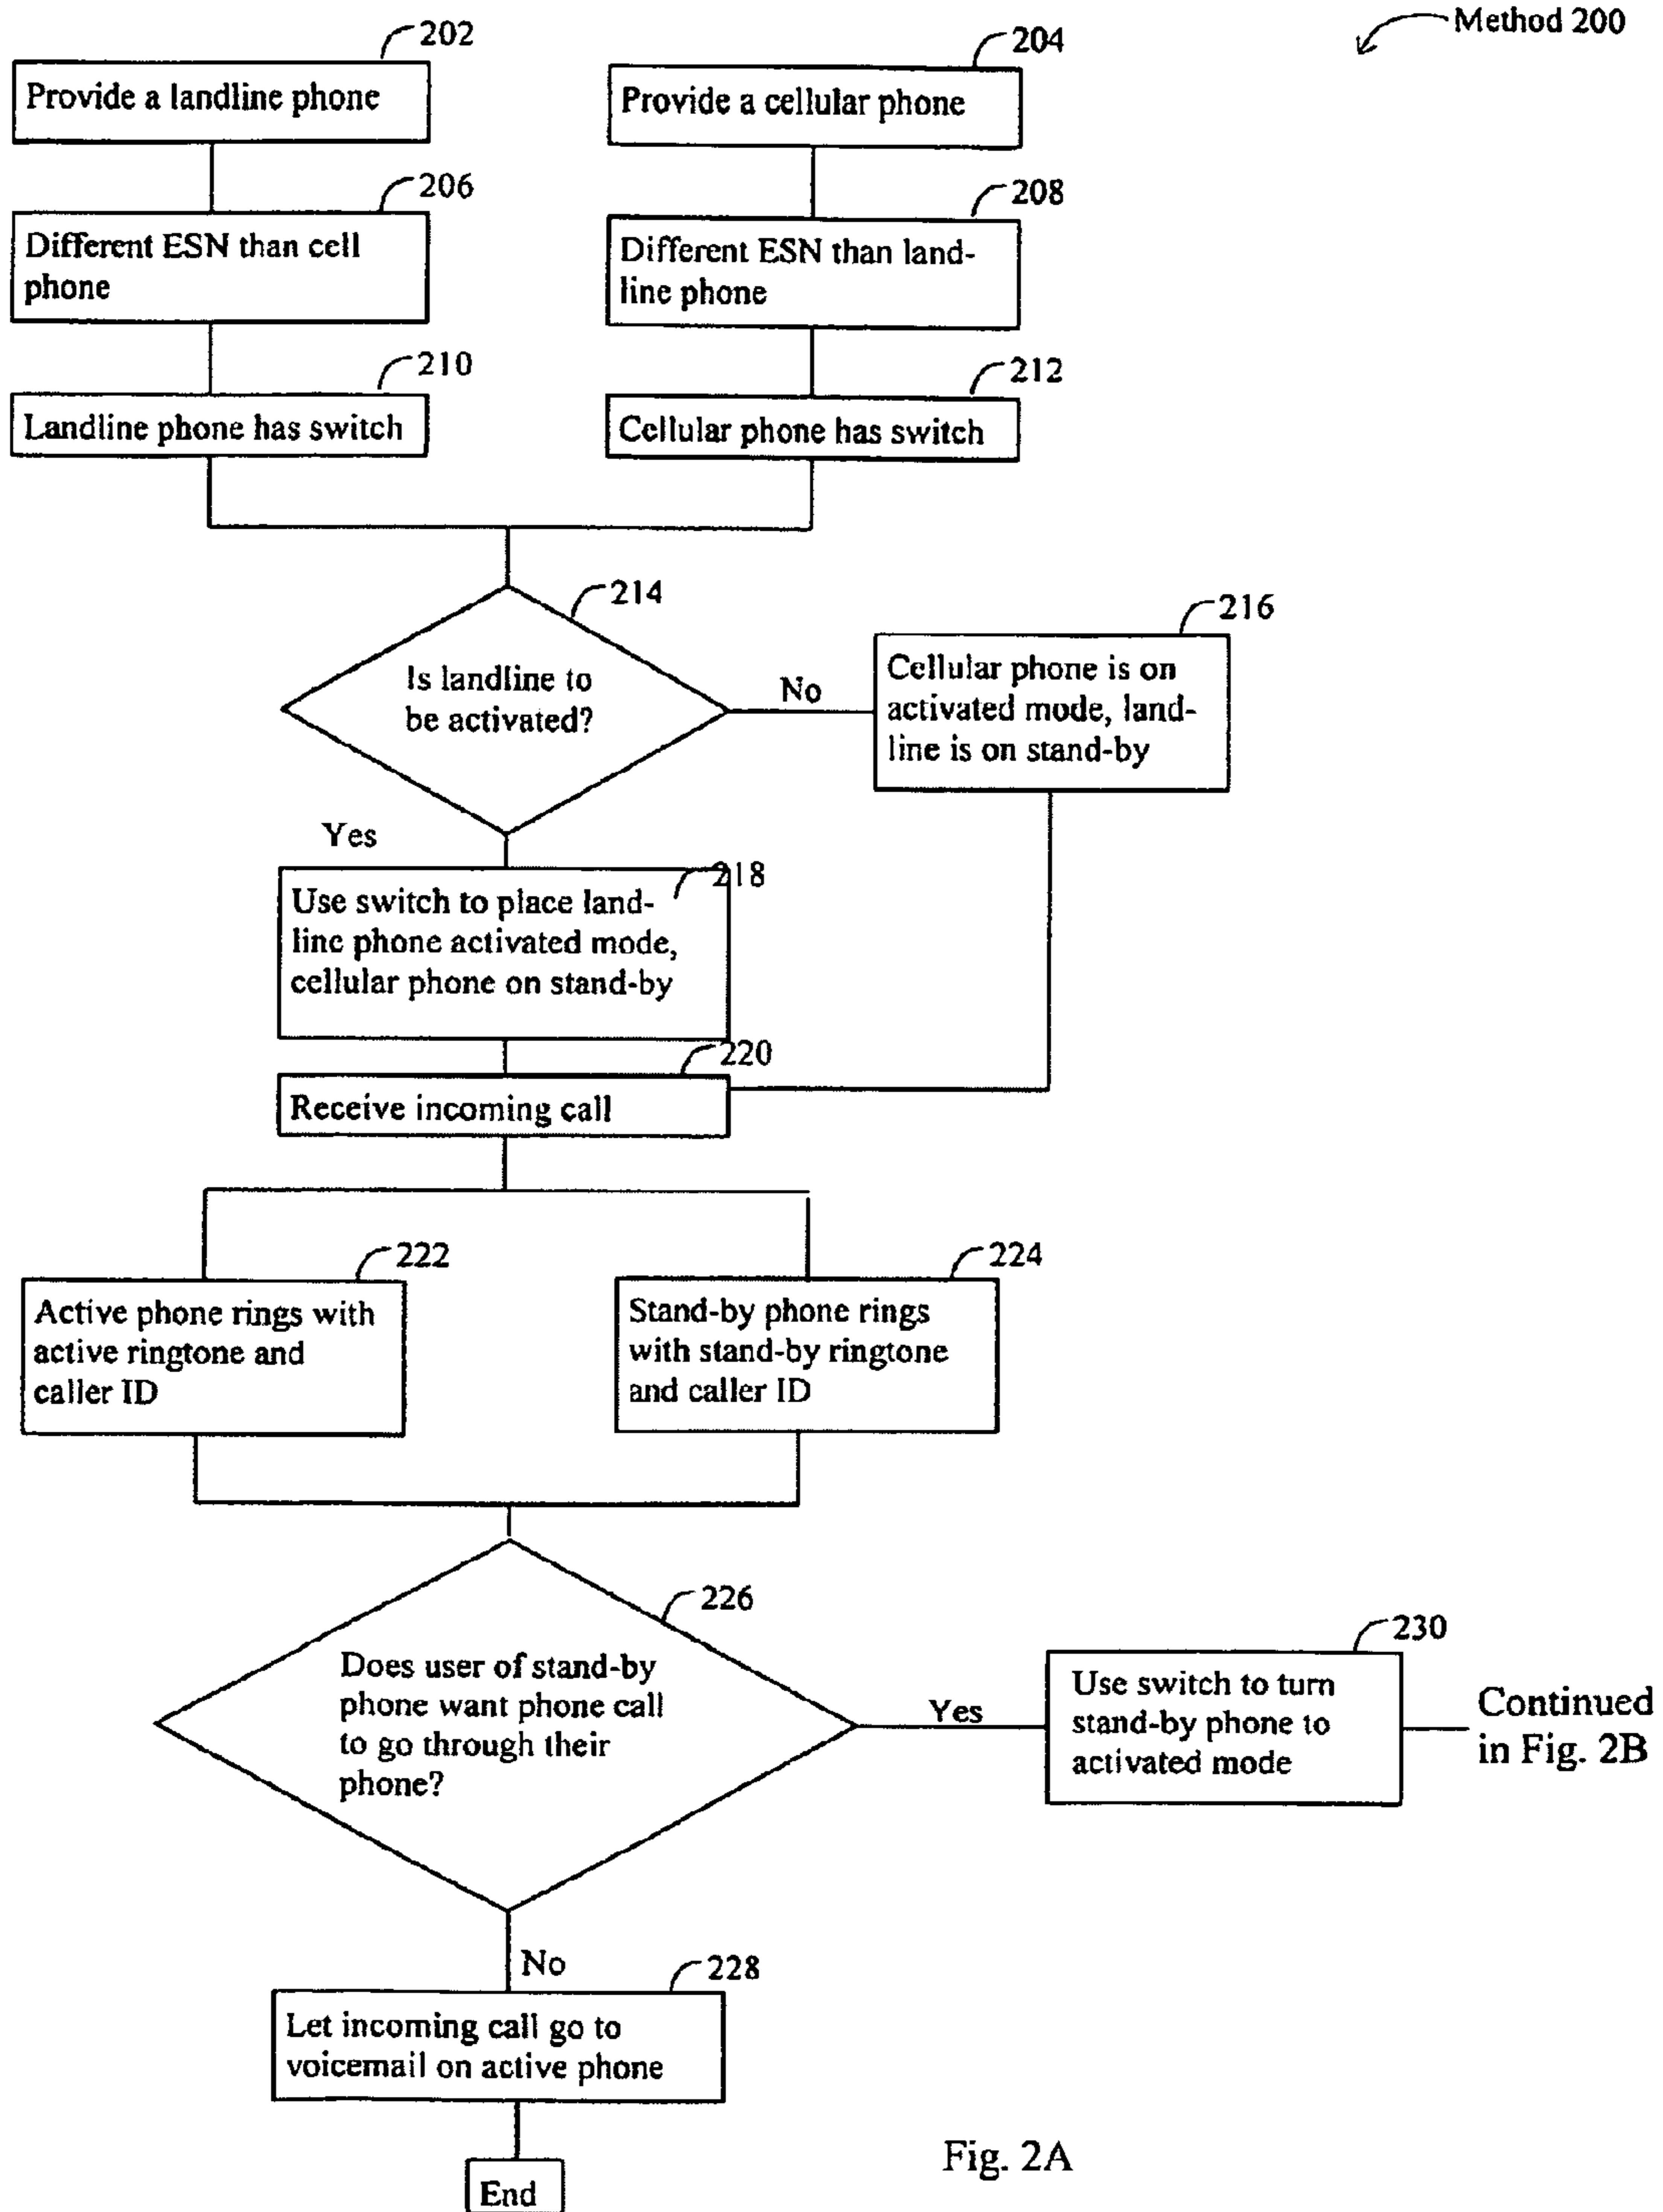 Method 200
202
204
Provide a landline phone
Provide a cellular phone
206
208
Different ESN than cell
phone
Different ESN than land-
line phone
210
212
Landline phone has switch
Cellular phone has switch
214
216
Is landline to
be activated?
No
Cellular phone is on
activated mode, land-
line is on stand-by
Yes
218
Use switch to place land-
line phone activated mode,
cellular phone on stand-by
220
Receive incoming call
222
224
Active phone rings with
active ringtone and
caller ID
Stand-by phone rings
with stand-by ringtone
and caller ID
226
230
Does user of stand-by
phone want phone call
to go through their
phone?
Yes
Use switch to turn
stand-by phone to
activated mode
Continued
in Fig. 2B
No
228
Let incoming call go to
voicemail on active phone
End
Fig. 2A